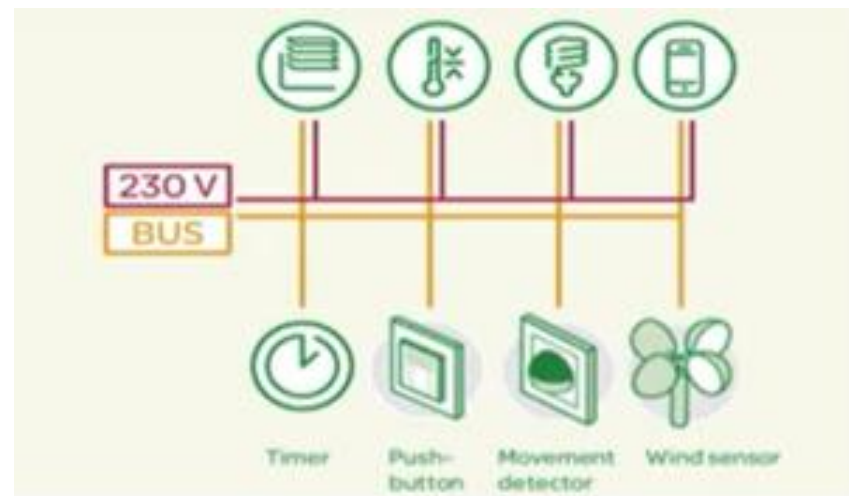 230 V
BUS
Timer
Push-
button
Movement
detector
Wind sensor